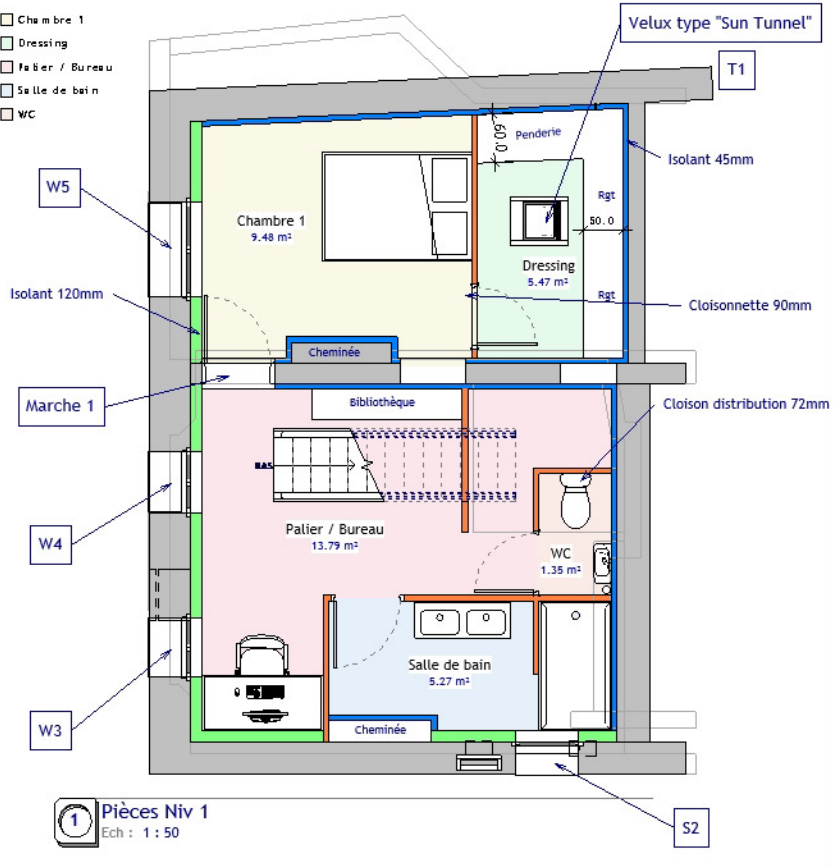 Chambre 1
Dressing
Palier / Bureau
Salle de bain
WC
Velux type "Sun Tunnel"
T1
60.0
Penderie
Isolant 45mm
W5
Rgt
Chambre 1
9.48 m²
50.0
Dressing
5.47 m²
Isolant 120mm
Rgt
Cloisonnette 90mm
Cheminée
Marche 1
Bibliothèque
Cloison distribution 72mm
W4
Palier / Bureau
13.79 m²
WC
1.35 m²
Salle de bain
5.27 m²
W3
Cheminée
1
Pièces Niv 1
Ech : 1 : 50
S2